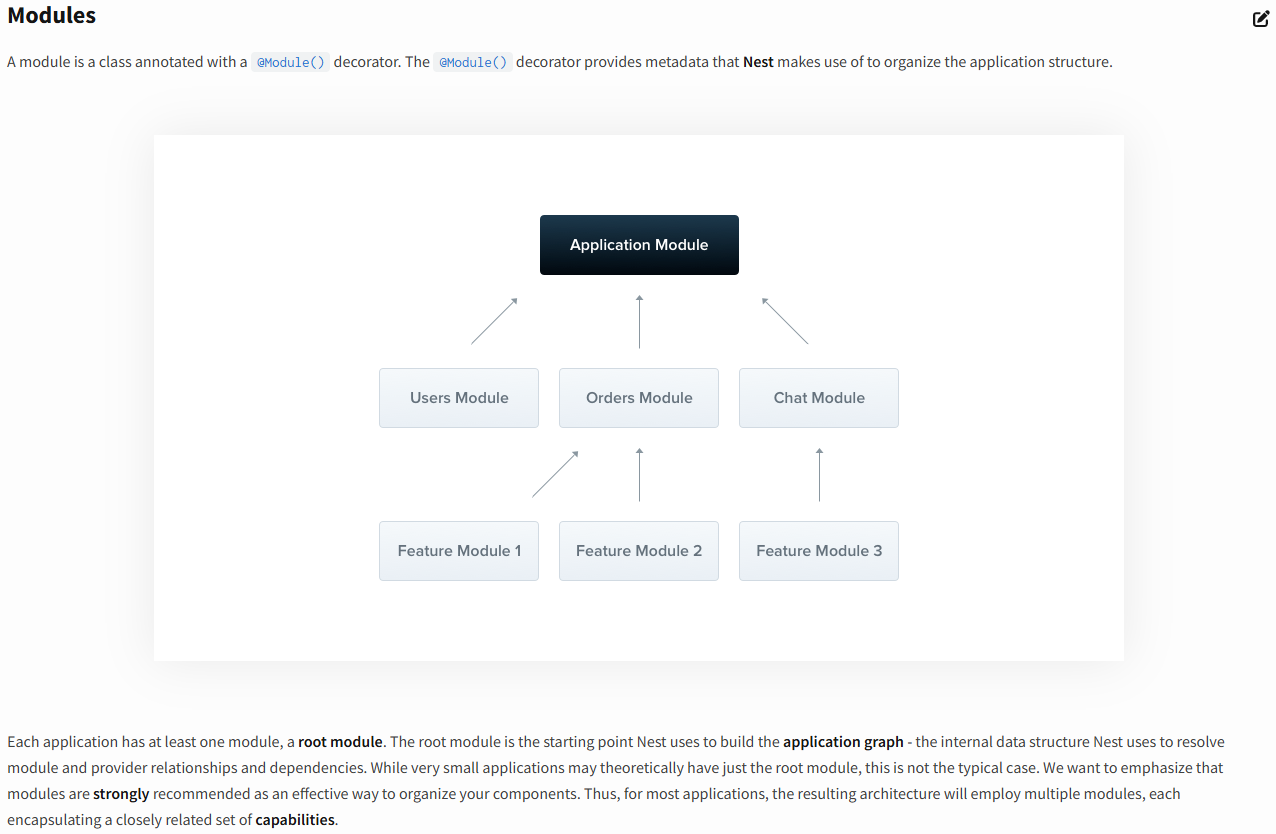 Modules
A module is a class annotated with a @Module() decorator. The @Module() decorator provides metadata that Nest makes use of to organize the application structure.
Application Module
Users Module
Orders Module
Chat Module
Feature Module 1
Feature Module 2
Feature Module 3
Each application has at least one module, a root module. The root module is the starting point Nest uses to build the application graph - the internal data structure Nest uses to resolve
module and provider relationships and dependencies. While very small applications may theoretically have just the root module, this is not the typical case. We want to emphasize that
modules are strongly recommended as an effective way to organize your components. Thus, for most applications, the resulting architecture will employ multiple modules, each
encapsulating a closely related set of capabilities.